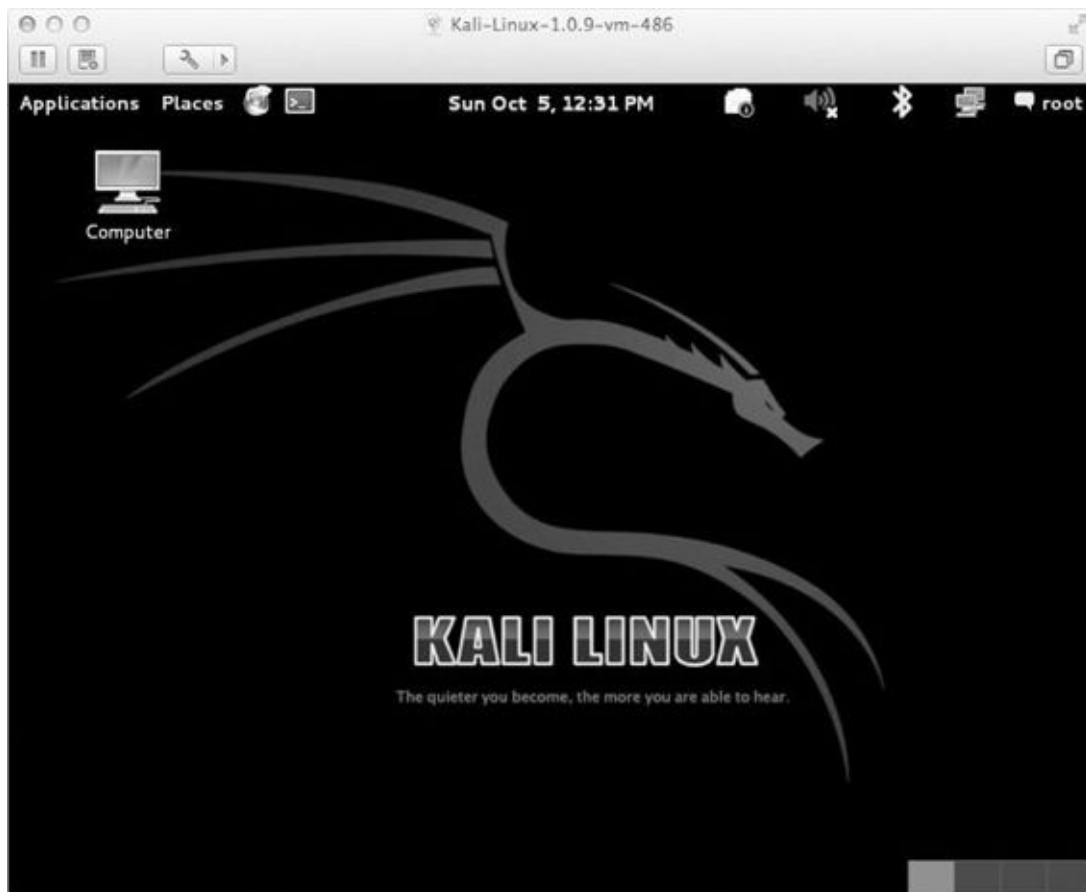 Kali-Linux-1.0.9-vm-486
Applications Places Sun Oct 5, 12:31 PM root
Computer
KALI LINUX
The quieter you become, the more you are able to hear.